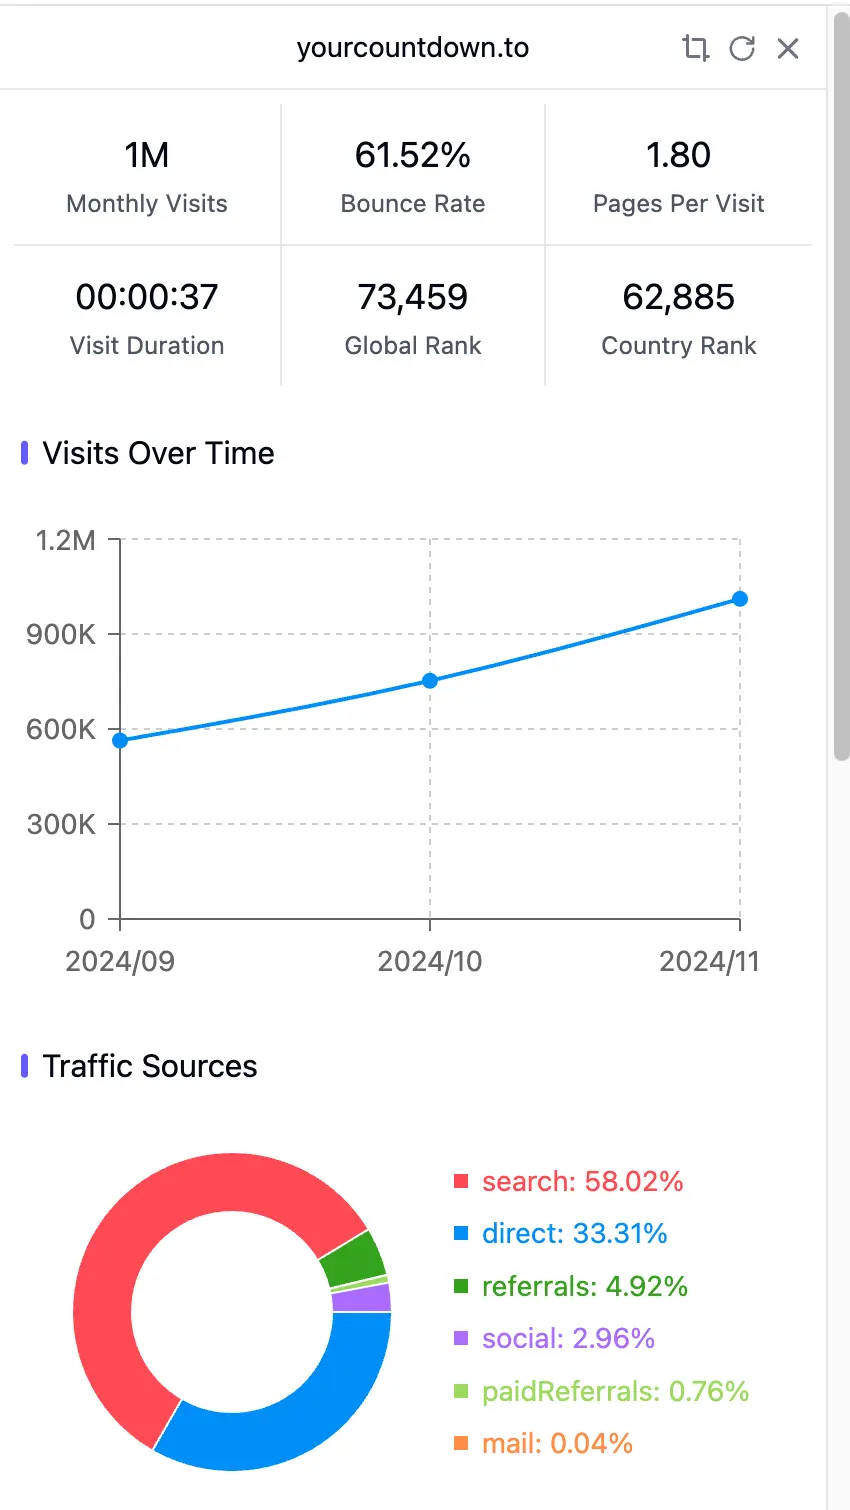 yourcountdown.to
1M
Monthly Visits
61.52%
Bounce Rate
1.80
Pages Per Visit
00:00:37
Visit Duration
73,459
Global Rank
62,885
Country Rank
Visits Over Time
1.2M
900K
600K
300K
0
2024/09
2024/10
2024/11
Traffic Sources
search: 58.02%
direct: 33.31%
referrals: 4.92%
social: 2.96%
paidReferrals: 0.76%
mail: 0.04%